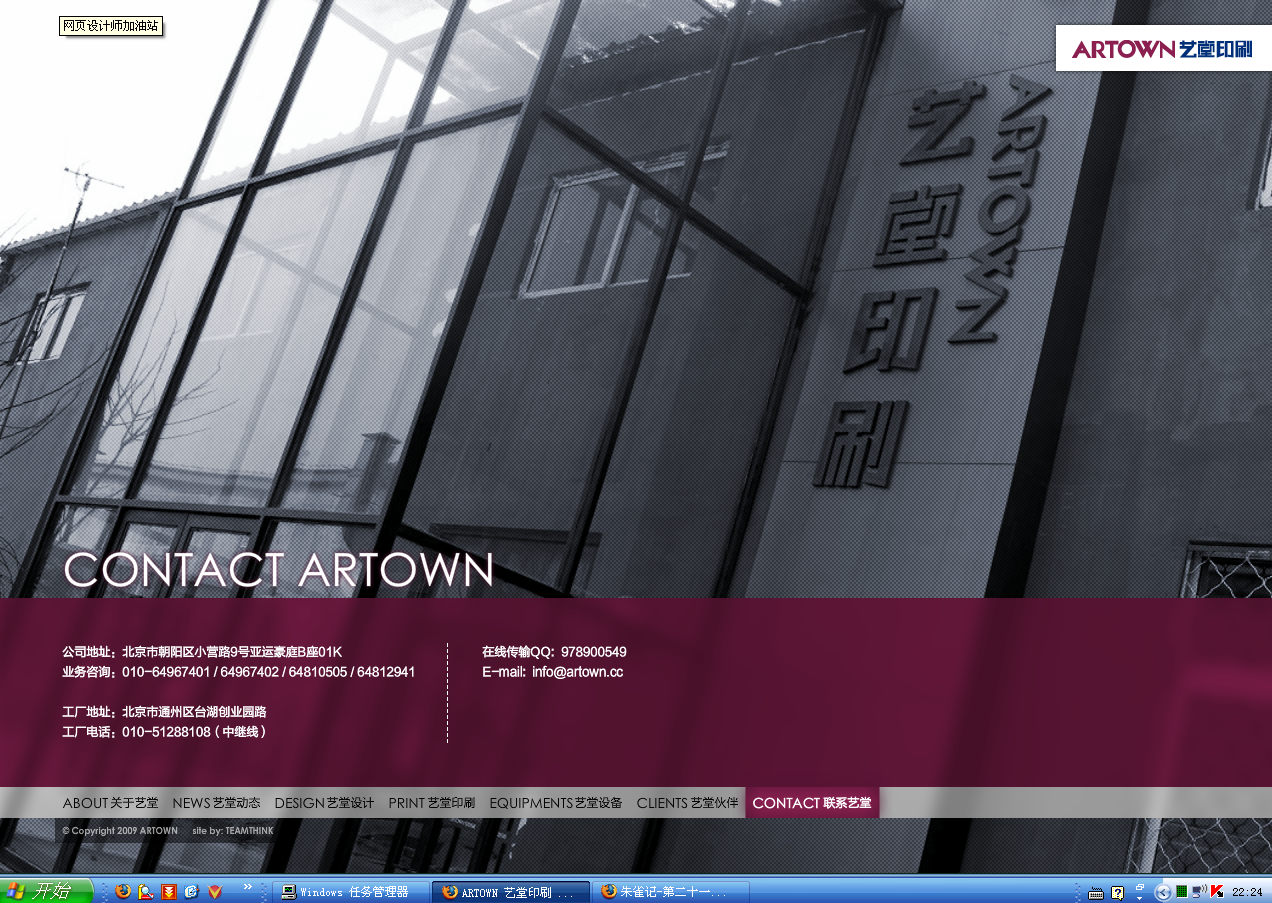 网页设计师加油站
ARTOWN 艺堂印刷
艺堂印刷
ARTOWN
CONTACT ARTOWN
公司地址：北京市朝阳区小营路9号亚运豪庭B座01K
业务咨询：010-64967401 / 64967402 / 64810505 / 64812941
工厂地址：北京市通州区台湖创业园路
工厂电话：010-51288108 ( 中继线 )
在线传输QQ: 978900549
E-mail: info@artown.cc
ABOUT 关于艺堂 NEWS 艺堂动态 DESIGN 艺堂设计 PRINT 艺堂印刷 EQUIPMENTS 艺堂设备 CLIENTS 艺堂伙伴 CONTACT 联系艺堂
© Copyright 2009 ARTOWN site by: TEAMTHINK
开始 Windows 任务管理器 ARTOWN 艺堂印刷 ... 朱雀记-第二十一... 22:24